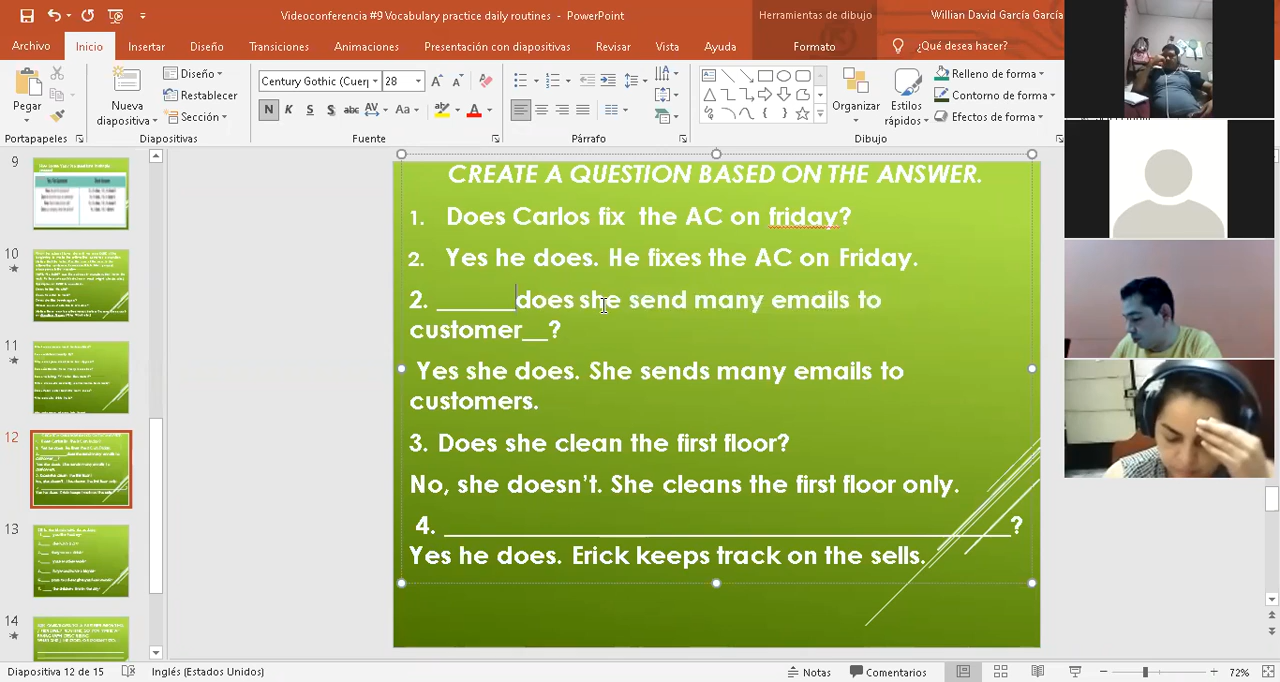 Videoconferencia #9 Vocabulary practice daily routines - PowerPoint
Herramientas de dibujo
Willian David García García
Archivo Inicio Insertar Diseño Transiciones Animaciones Presentación con diapositivas Revisar Vista Ayuda Formato ¿Qué desea hacer?
Pegar
Nueva diapositiva
Diseño
Restablecer
Sección
Century Gothic (Cuerp 28
N K S S abc AV Aa A
Organizar
Estilos rápidos
Relleno de forma
Contorno de forma
Efectos de forma
Portapapeles Diapositivas Fuente Párrafo Dibujo
9
10
11
12
13
14
CREATE A QUESTION BASED ON THE ANSWER.
1. Does Carlos fix the AC on friday?
2. Yes he does. He fixes the AC on Friday.
2. ______does she send many emails to
customer__?
Yes she does. She sends many emails to
customers.
3. Does she clean the first floor?
No, she doesn't. She cleans the first floor only.
4. ____________________________________________?
Yes he does. Erick keeps track on the sells.
Diapositiva 12 de 15 Inglés (Estados Unidos) Notas Comentarios 72%